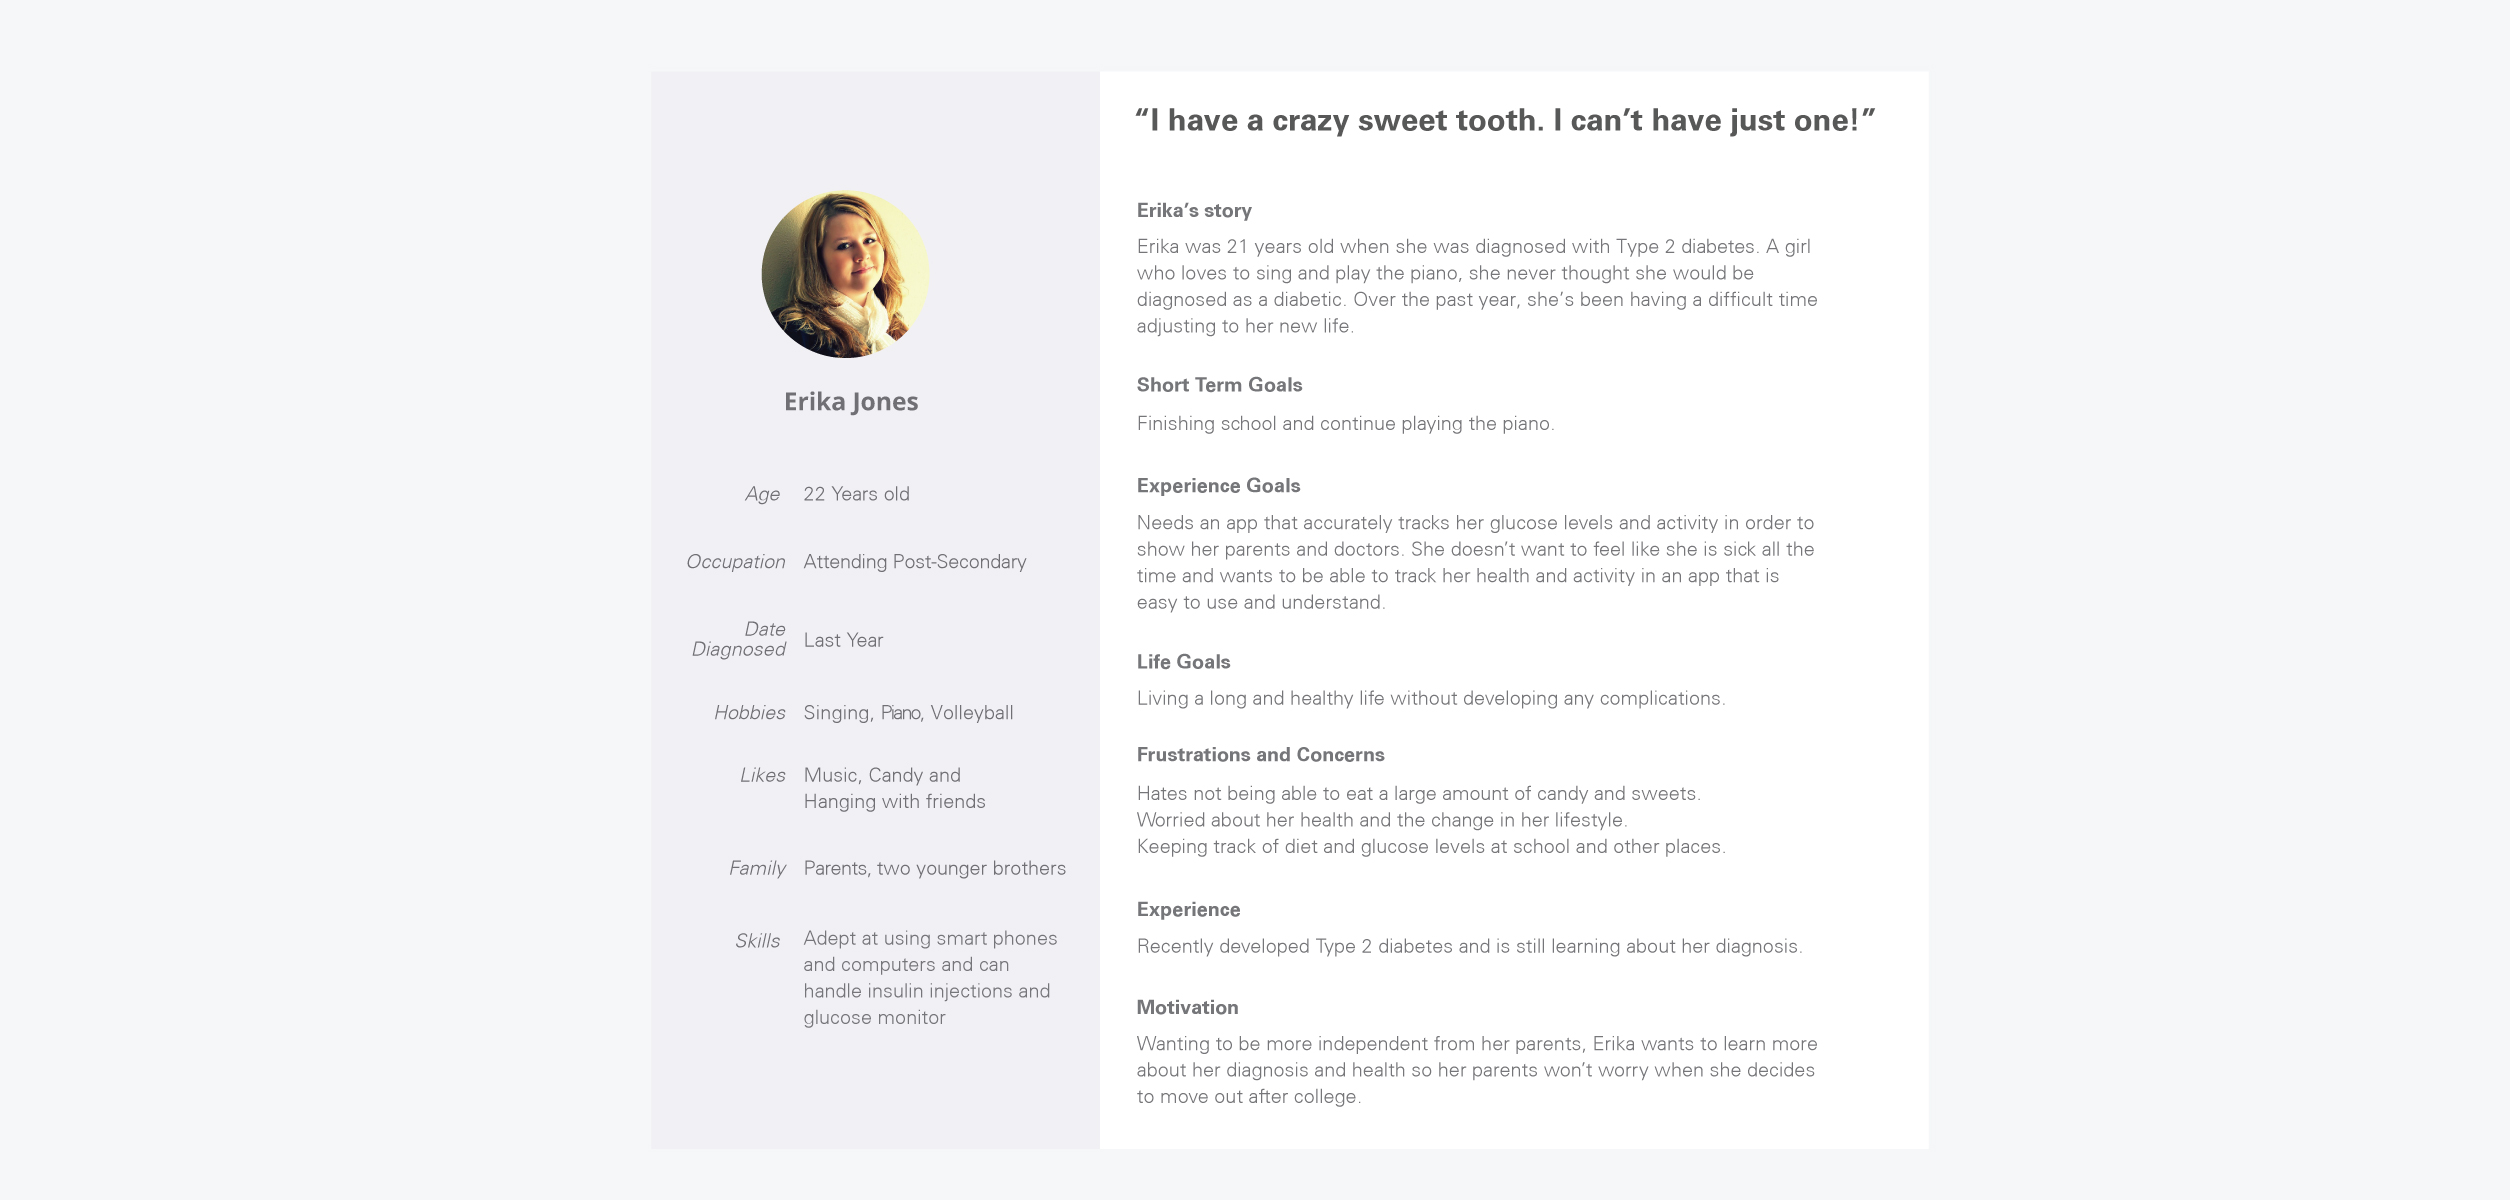 Erika Jones
Age 22 Years old
Occupation Attending Post-Secondary
Date
Diagnosed
Last Year
Hobbies Singing, Piano, Volleyball
Likes Music, Candy and
Hanging with friends
Family Parents, two younger brothers
Skills Adept at using smart phones
and computers and can
handle insulin injections and
glucose monitor
“I have a crazy sweet tooth. I can’t have just one!”
Erika’s story
Erika was 21 years old when she was diagnosed with Type 2 diabetes. A girl
who loves to sing and play the piano, she never thought she would be
diagnosed as a diabetic. Over the past year, she’s been having a difficult time
adjusting to her new life.
Short Term Goals
Finishing school and continue playing the piano.
Experience Goals
Needs an app that accurately tracks her glucose levels and activity in order to
show her parents and doctors. She doesn’t want to feel like she is sick all the
time and wants to be able to track her health and activity in an app that is
easy to use and understand.
Life Goals
Living a long and healthy life without developing any complications.
Frustrations and Concerns
Hates not being able to eat a large amount of candy and sweets.
Worried about her health and the change in her lifestyle.
Keeping track of diet and glucose levels at school and other places.
Experience
Recently developed Type 2 diabetes and is still learning about her diagnosis.
Motivation
Wanting to be more independent from her parents, Erika wants to learn more
about her diagnosis and health so her parents won’t worry when she decides
to move out after college.